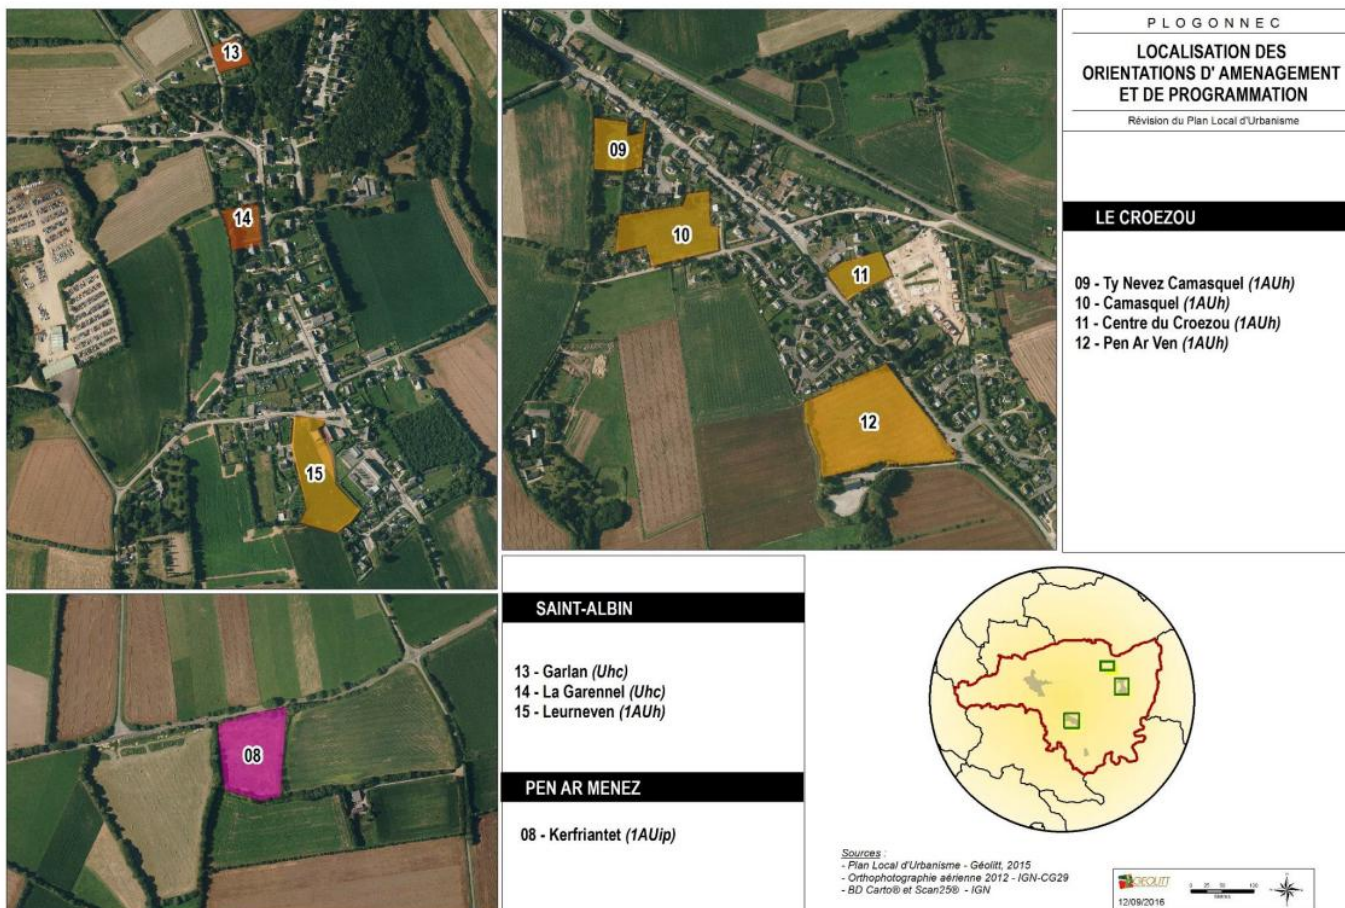 13
14
15
09
10
11
12
08
PLOGONNEC
LOCALISATION DES
ORIENTATIONS D' AMENAGEMENT
ET DE PROGRAMMATION
Révision du Plan Local d'Urbanisme
LE CROEZOU
09 - Ty Nevez Camasquel (1AUh)
10 - Camasquel (1AUh)
11 - Centre du Croezou (1AUh)
12 - Pen Ar Ven (1AUh)
SAINT-ALBIN
13 - Garlan (Uhc)
14 - La Garennel (Uhc)
15 - Leurneven (1AUh)
PEN AR MENEZ
08 - Kerfriantet (1AUip)
Sources :
- Plan Local d'Urbanisme - Géolitt, 2015
- Orthophotographie aérienne 2012 - IGN-CG29
- BD Carto® et Scan25® - IGN
GEOLITT
12/09/2016